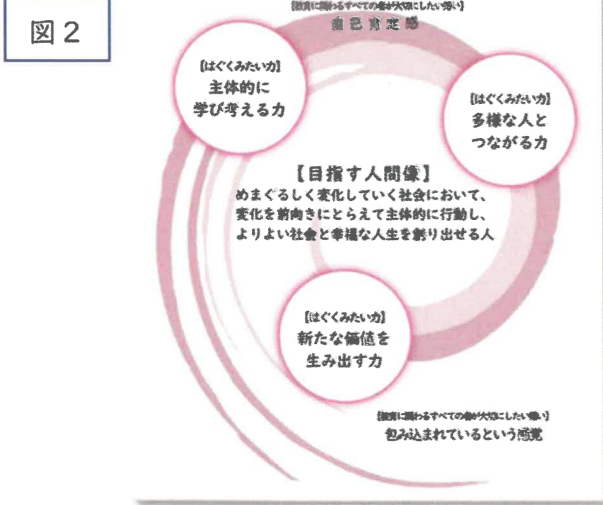 図2
【教育に関わるすべての者が大切にしたい想い】
自己肯定感
【はぐくみたい力】
主体的に
学び考える力
【はぐくみたい力】
多様な人と
つながる力
【目指す人間像】
めまぐるしく変化していく社会において、
変化を前向きにとらえて主体的に行動し、
よりよい社会と幸福な人生を創り出せる人
【はぐくみたい力】
新たな価値を
生み出す力
【教育に関わるすべての者が大切にしたい想い】
包み込まれているという感覚